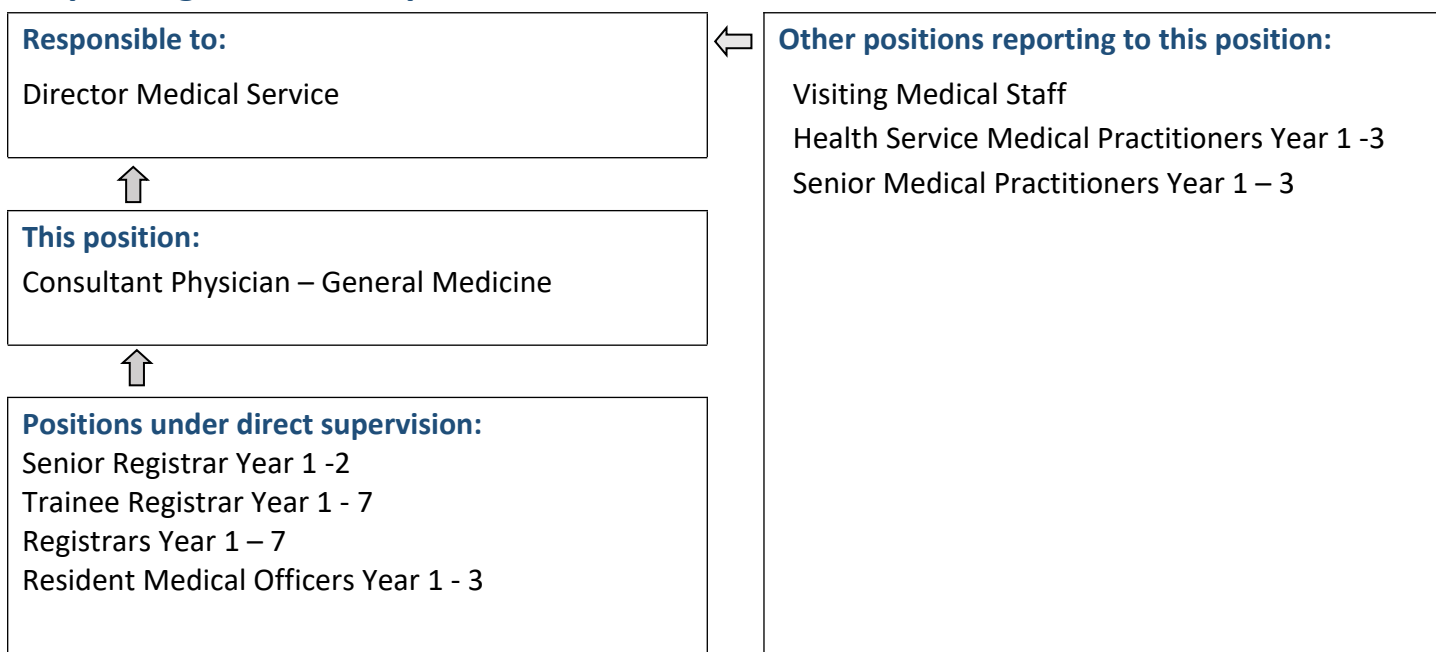 Responsible to:
Director Medical Service
This position:
Consultant Physician – General Medicine
Positions under direct supervision:
Senior Registrar Year 1 -2
Trainee Registrar Year 1 - 7
Registrars Year 1 – 7
Resident Medical Officers Year 1 - 3
Other positions reporting to this position:
Visiting Medical Staff
Health Service Medical Practitioners Year 1 -3
Senior Medical Practitioners Year 1 – 3